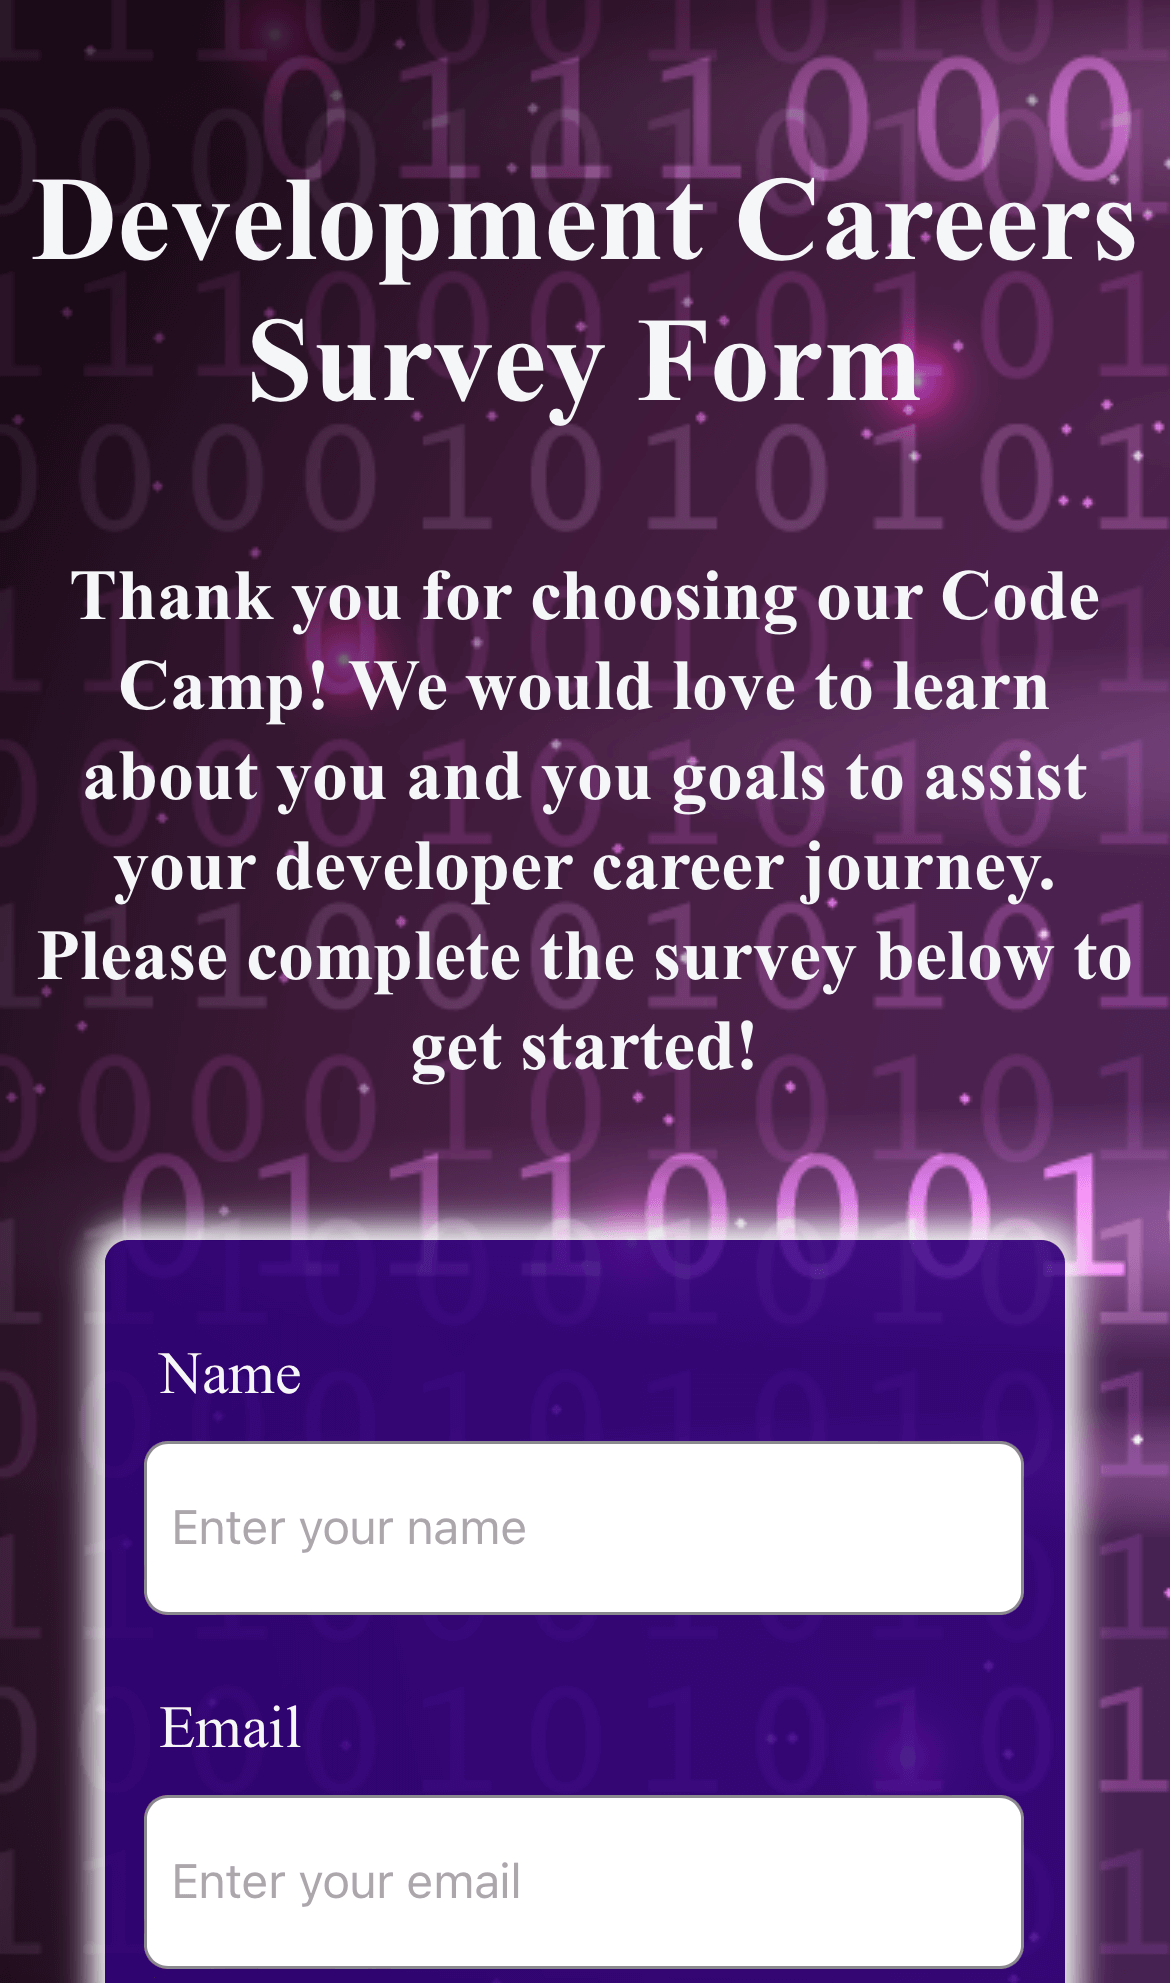 0111000
Development Careers
Survey Form
Thank you for choosing our Code
Camp! We would love to learn
about you and you goals to assist
your developer career journey.
Please complete the survey below to
get started!
01110001
Name
Enter your name
Email
Enter your email